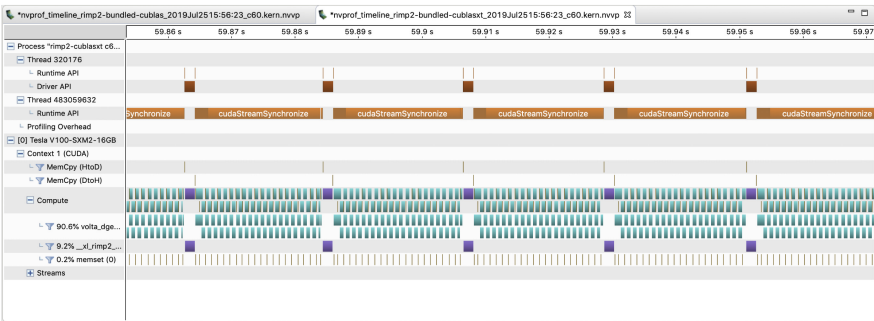 *nvprof_timeline_rimp2-bundled-cublas_2019Jul2515:56:23_c60.kern.nvvp
*nvprof_timeline_rimp2-bundled-cublasxt_2019Jul2515:56:23_c60.kern.nvvp
59.86 s 59.87 s 59.88 s 59.89 s 59.9 s 59.91 s 59.92 s 59.93 s 59.94 s 59.95 s 59.96 s 59.97
Process "rimp2-cublasxt c6...
Thread 320176
Runtime API
Driver API
Thread 483059632
Runtime API
Synchronize cudaStreamSynchronize cudaStreamSynchronize cudaStreamSynchronize cudaStreamSynchronize cudaStreamSynchronize
Profiling Overhead
[0] Tesla V100-SXM2-16GB
Context 1 (CUDA)
MemCpy (HtoD)
MemCpy (DtoH)
Compute
90.6% volta_dge...
9.2% __xl_rimp2_...
0.2% memset (0)
Streams